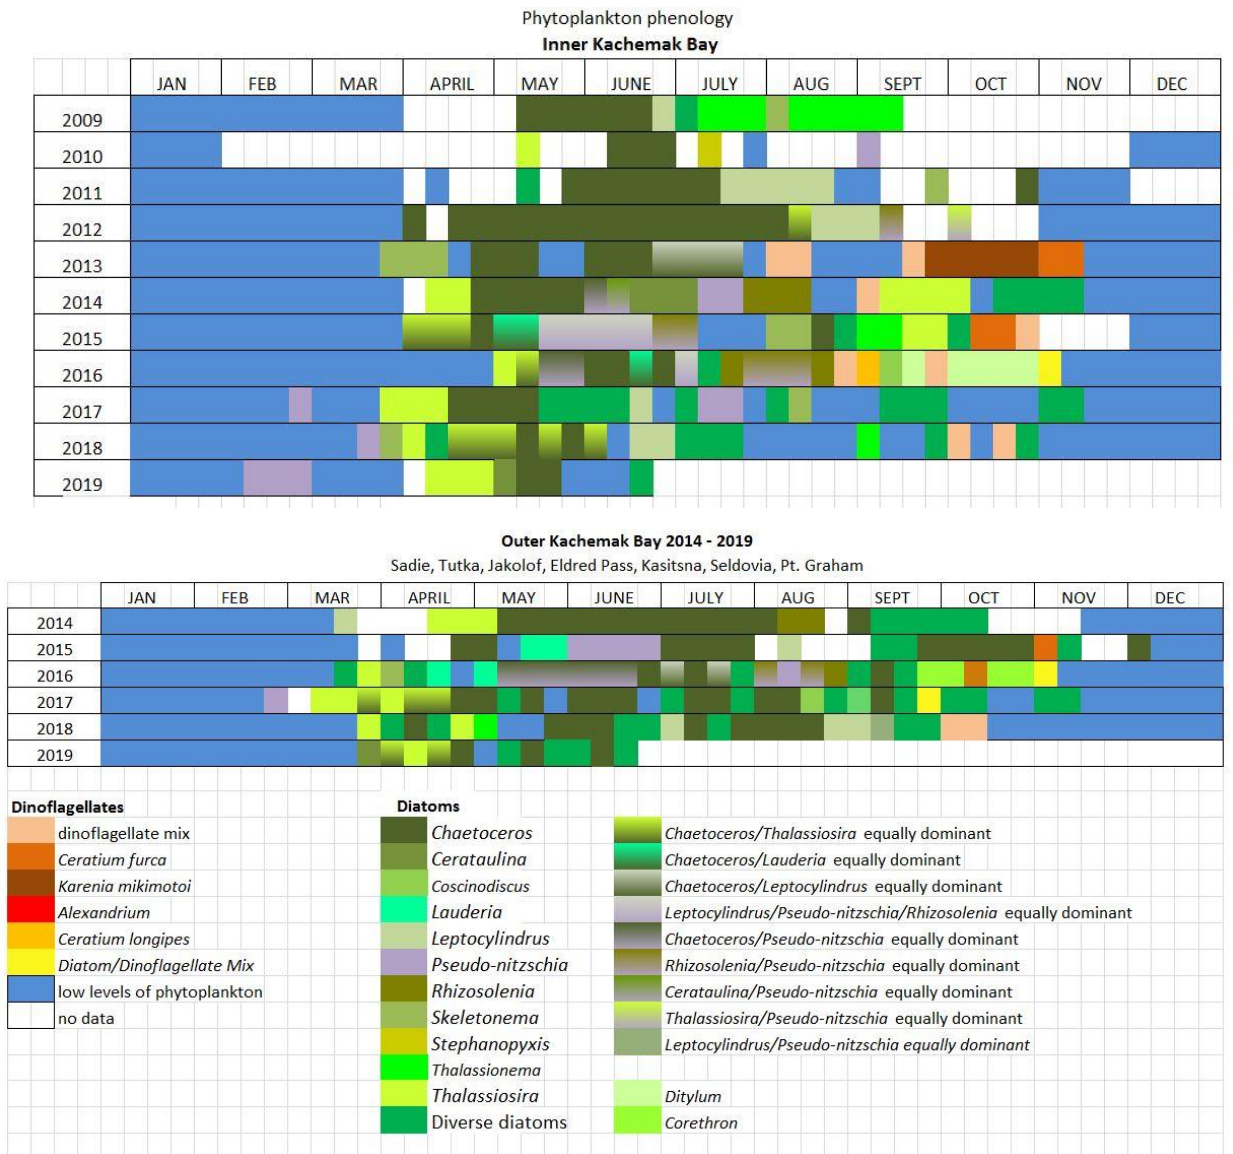 Phytoplankton phenology
Inner Kachemak Bay
JAN FEB MAR APRIL MAY JUNE JULY AUG SEPT OCT NOV DEC
2009
2010
2011
2012
2013
2014
2015
2016
2017
2018
2019
Outer Kachemak Bay 2014 - 2019
Sadie, Tutka, Jakolof, Eldred Pass, Kasitsna, Seldovia, Pt. Graham
JAN FEB MAR APRIL MAY JUNE JULY AUG SEPT OCT NOV DEC
2014
2015
2016
2017
2018
2019
Dinoflagellates
dinoflagellate mix
Ceratium furca
Karenia mikimotoi
Alexandrium
Ceratium longipes
Diatom/Dinoflagellate Mix
low levels of phytoplankton
no data
Diatoms
Chaetoceros
Cerataulina
Coscinodiscus
Lauderia
Leptocylindrus
Pseudo-nitzschia
Rhizosolenia
Skeletonema
Stephanopyxis
Thalassionema
Thalassiosira
Diverse diatoms
Chaetoceros/Thalassiosira equally dominant
Chaetoceros/Lauderia equally dominant
Chaetoceros/Leptocylindrus equally dominant
Leptocylindrus/Pseudo-nitzschia/Rhizosolenia equally dominant
Chaetoceros/Pseudo-nitzschia equally dominant
Rhizosolenia/Pseudo-nitzschia equally dominant
Cerataulina/Pseudo-nitzschia equally dominant
Thalassiosira/Pseudo-nitzschia equally dominant
Leptocylindrus/Pseudo-nitzschia equally dominant
Ditylum
Corethron